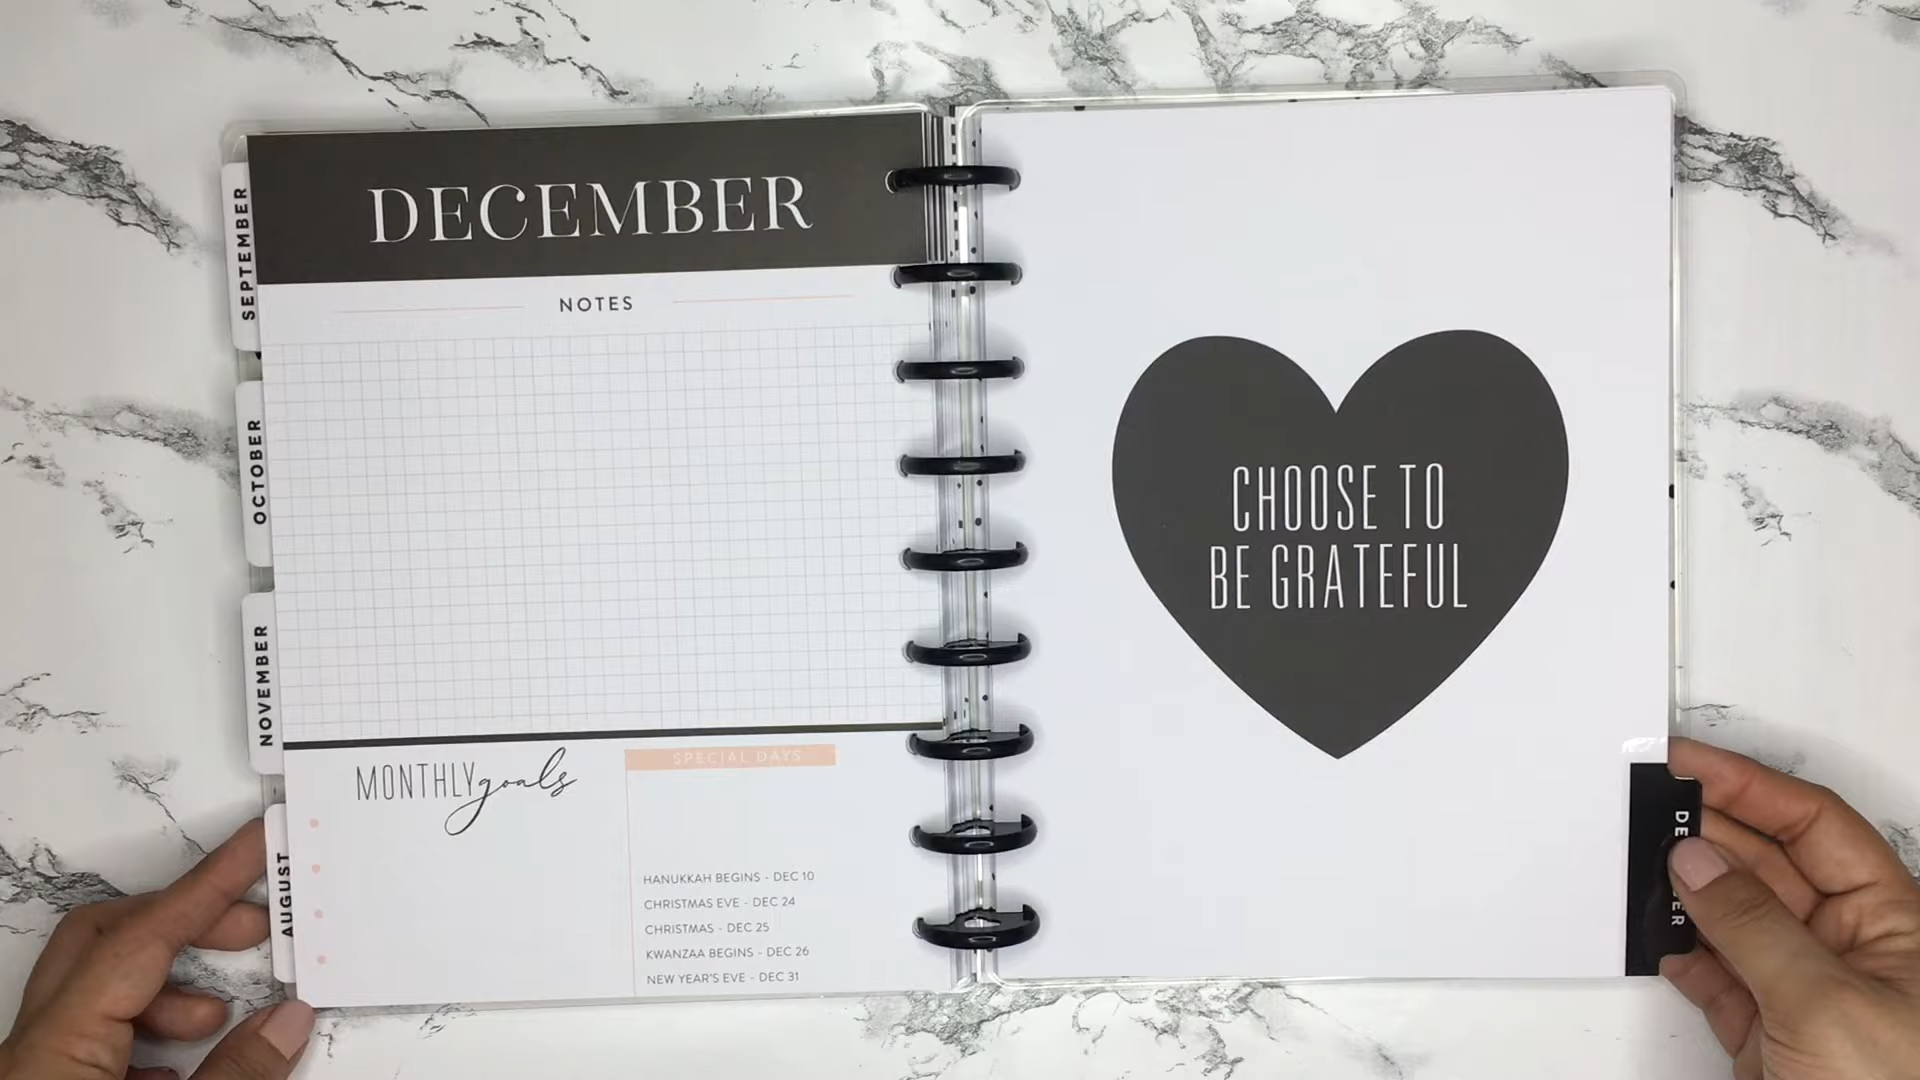 SEPTEMBER
OCTOBER
NOVEMBER
AUGUST
DECEMBER
NOTES
MONTHLY goals
SPECIAL DAYS
HANUKKAH BEGINS - DEC 10
CHRISTMAS EVE - DEC 24
CHRISTMAS - DEC 25
KWANZAA BEGINS - DEC 26
NEW YEAR'S EVE - DEC 31
CHOOSE TO
BE GRATEFUL